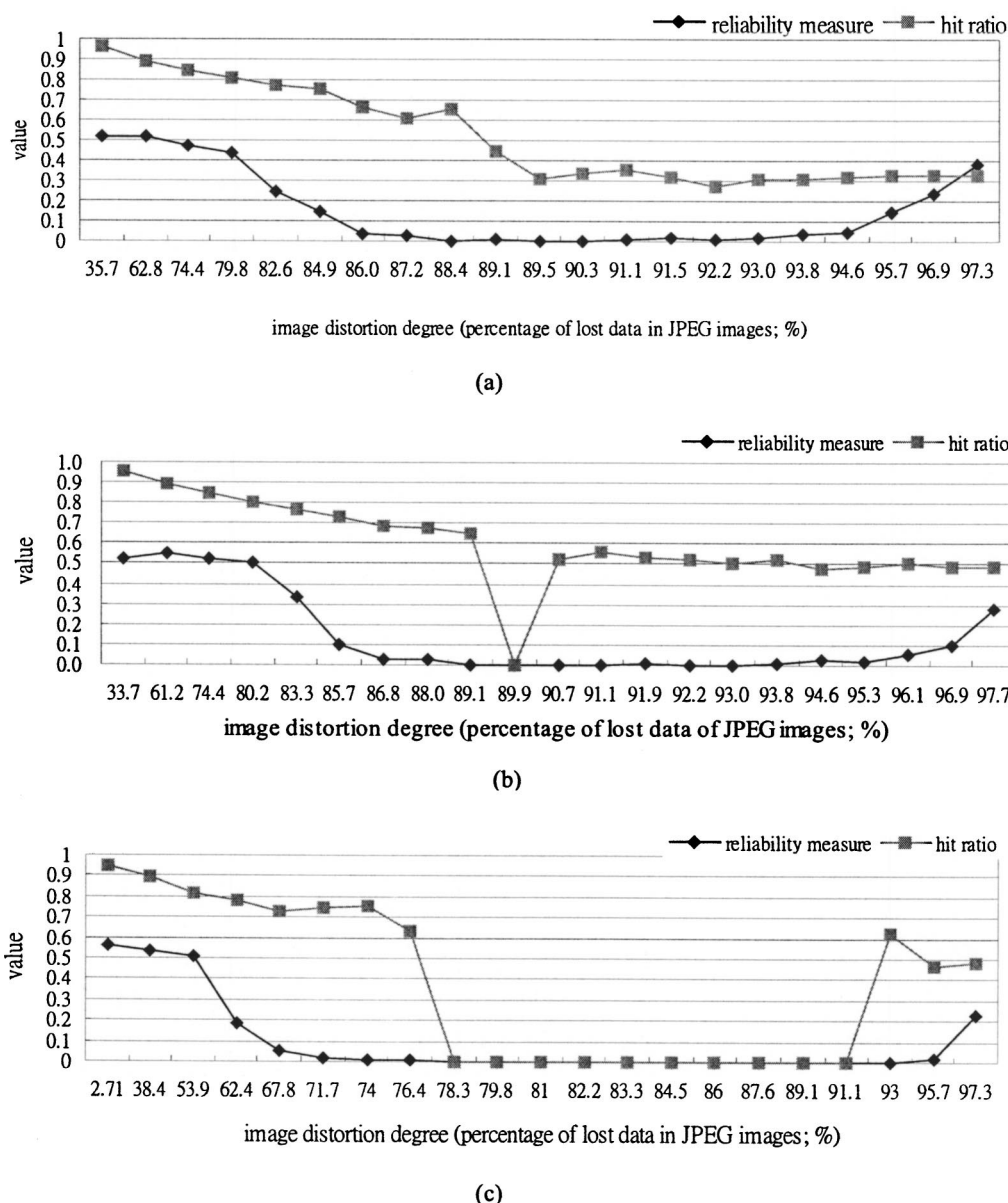 reliability measure hit ratio
1
0.9
0.8
0.7
0.6
0.5
0.4
0.3
0.2
0.1
0
value
35.7 62.8 74.4 79.8 82.6 84.9 86.0 87.2 88.4 89.1 89.5 90.3 91.1 91.5 92.2 93.0 93.8 94.6 95.7 96.9 97.3
image distortion degree (percentage of lost data in JPEG images; %)
(a)
reliability measure hit ratio
1.0
0.9
0.8
0.7
0.6
0.5
0.4
0.3
0.2
0.1
0.0
value
33.7 61.2 74.4 80.2 83.3 85.7 86.8 88.0 89.1 89.9 90.7 91.1 91.9 92.2 93.0 93.8 94.6 95.3 96.1 96.9 97.7
image distortion degree (percentage of lost data of JPEG images; %)
(b)
reliability measure hit ratio
1
0.9
0.8
0.7
0.6
0.5
0.4
0.3
0.2
0.1
0
value
2.71 38.4 53.9 62.4 67.8 71.7 74 76.4 78.3 79.8 81 82.2 83.3 84.5 86 87.6 89.1 91.1 93 95.7 97.3
image distortion degree (percentage of lost data in JPEG images; %)
(c)